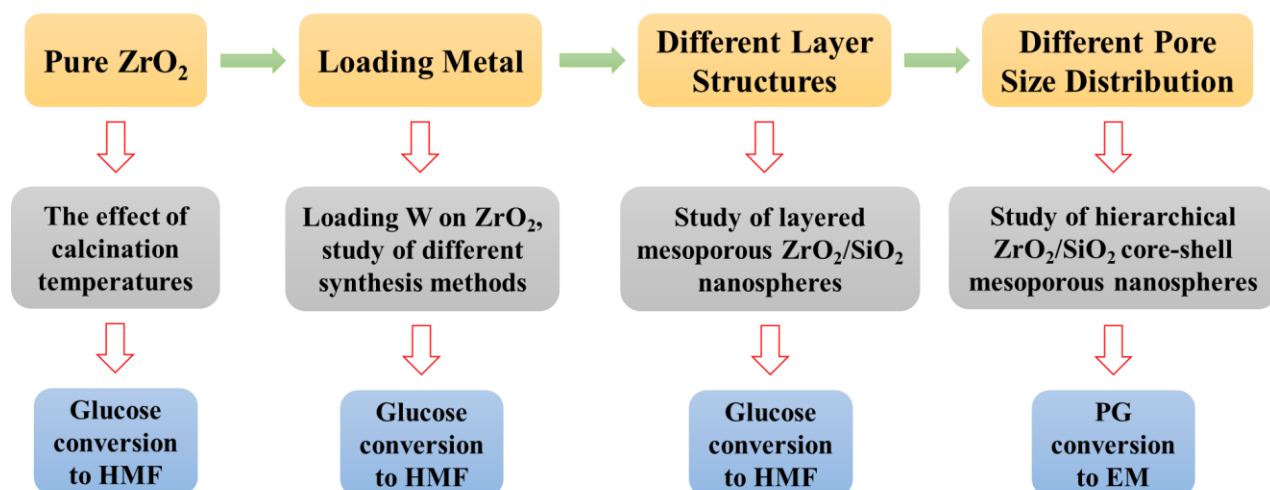 Pure ZrO₂
Loading Metal
Different Layer
Structures
Different Pore
Size Distribution
The effect of
calcination
temperatures
Loading W on ZrO₂,
study of different
synthesis methods
Study of layered
mesoporous ZrO₂/SiO₂
nanospheres
Study of hierarchical
ZrO₂/SiO₂ core-shell
mesoporous nanospheres
Glucose
conversion
to HMF
Glucose
conversion
to HMF
Glucose
conversion
to HMF
PG
conversion
to EM